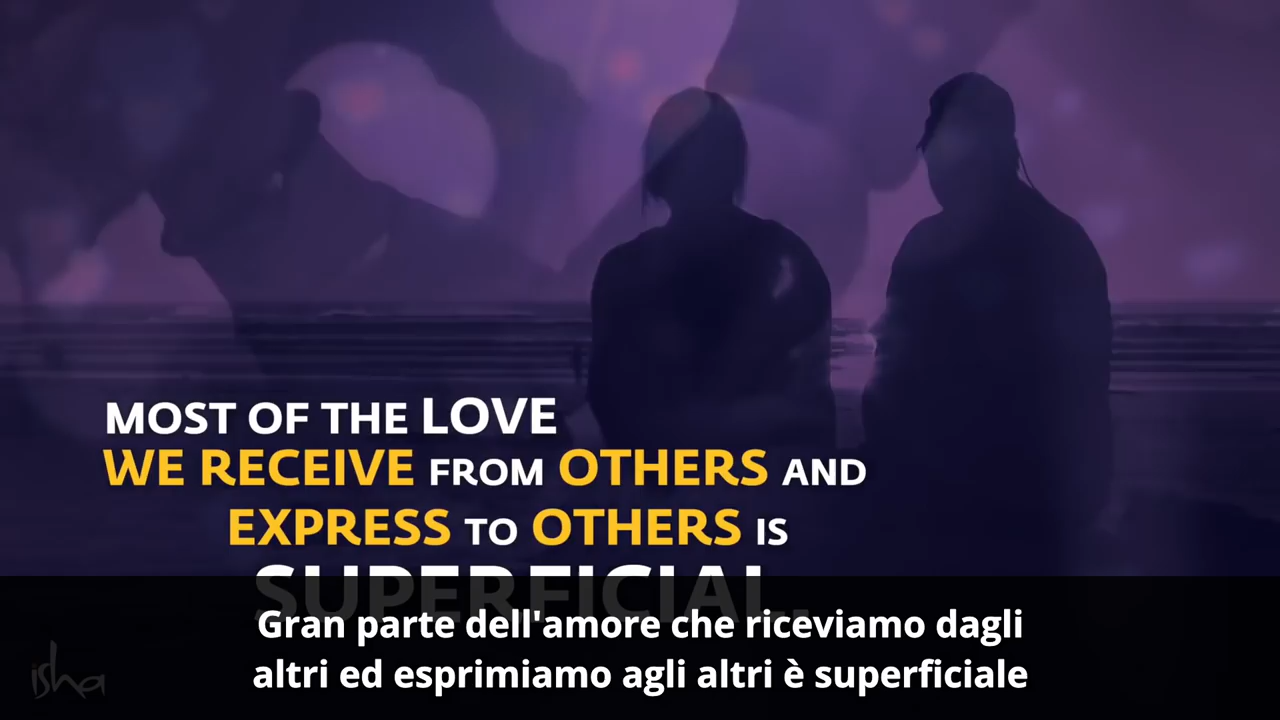 MOST OF THE LOVE
WE RECEIVE FROM OTHERS AND
EXPRESS TO OTHERS IS
SUPERFICIAL.
Gran parte dell'amore che riceviamo dagli
altri ed esprimiamo agli altri è superficiale
isha